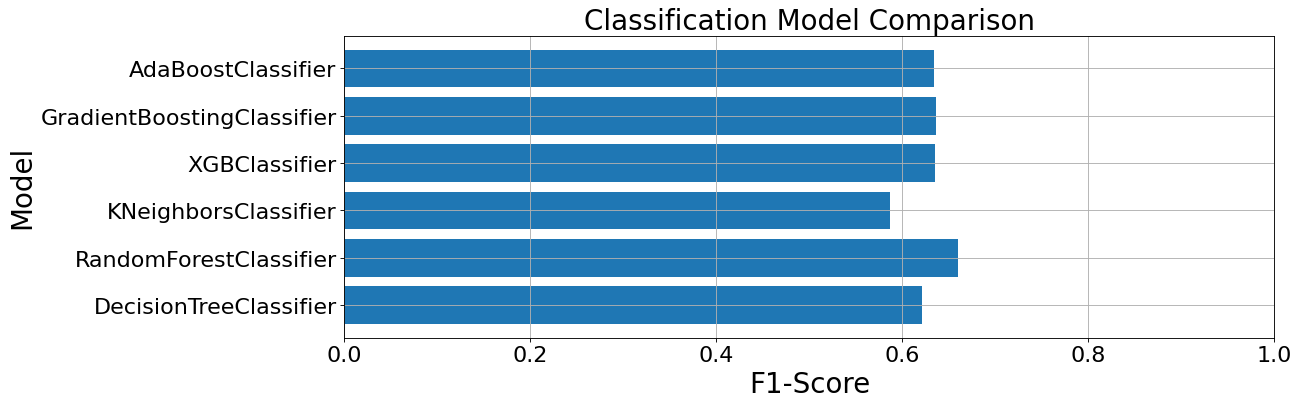 Classification Model Comparison
Model
AdaBoostClassifier
GradientBoostingClassifier
XGBClassifier
KNeighborsClassifier
RandomForestClassifier
DecisionTreeClassifier
0.0 0.2 0.4 0.6 0.8 1.0
F1-Score